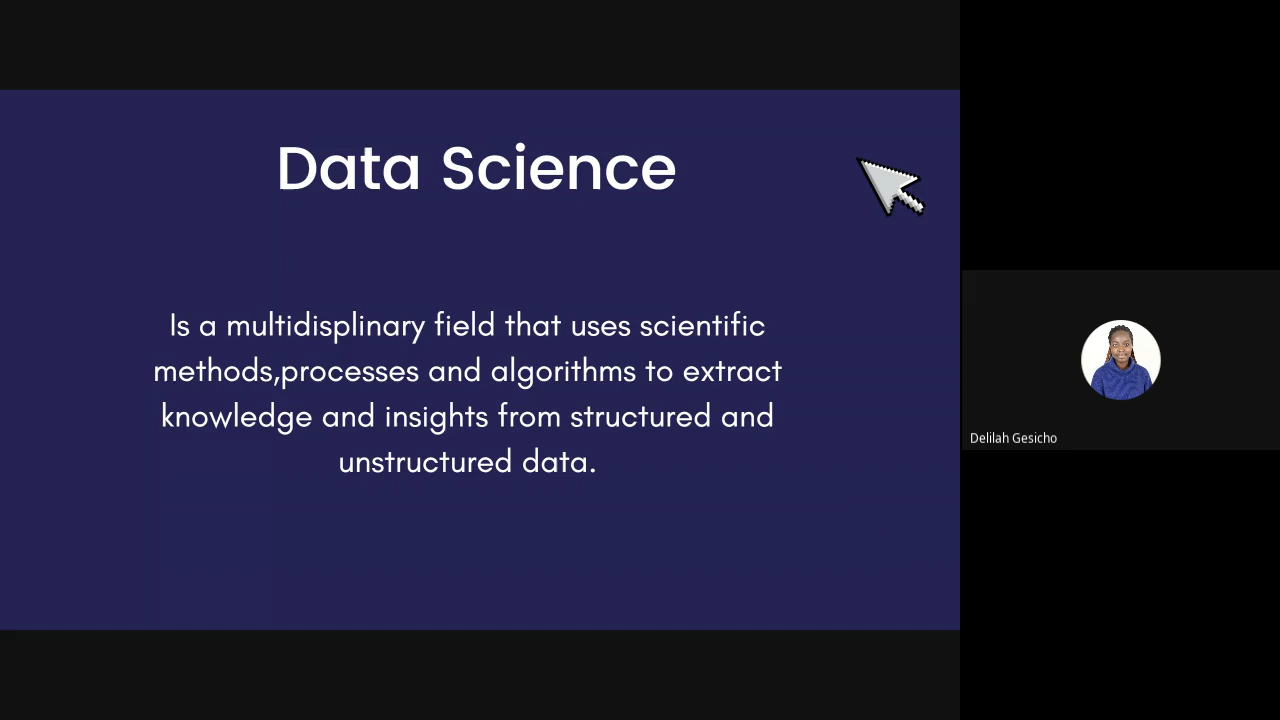 Data Science
Is a multidisplinary field that uses scientific
methods,processes and algorithms to extract
knowledge and insights from structured and
unstructured data.
Delilah Gesicho